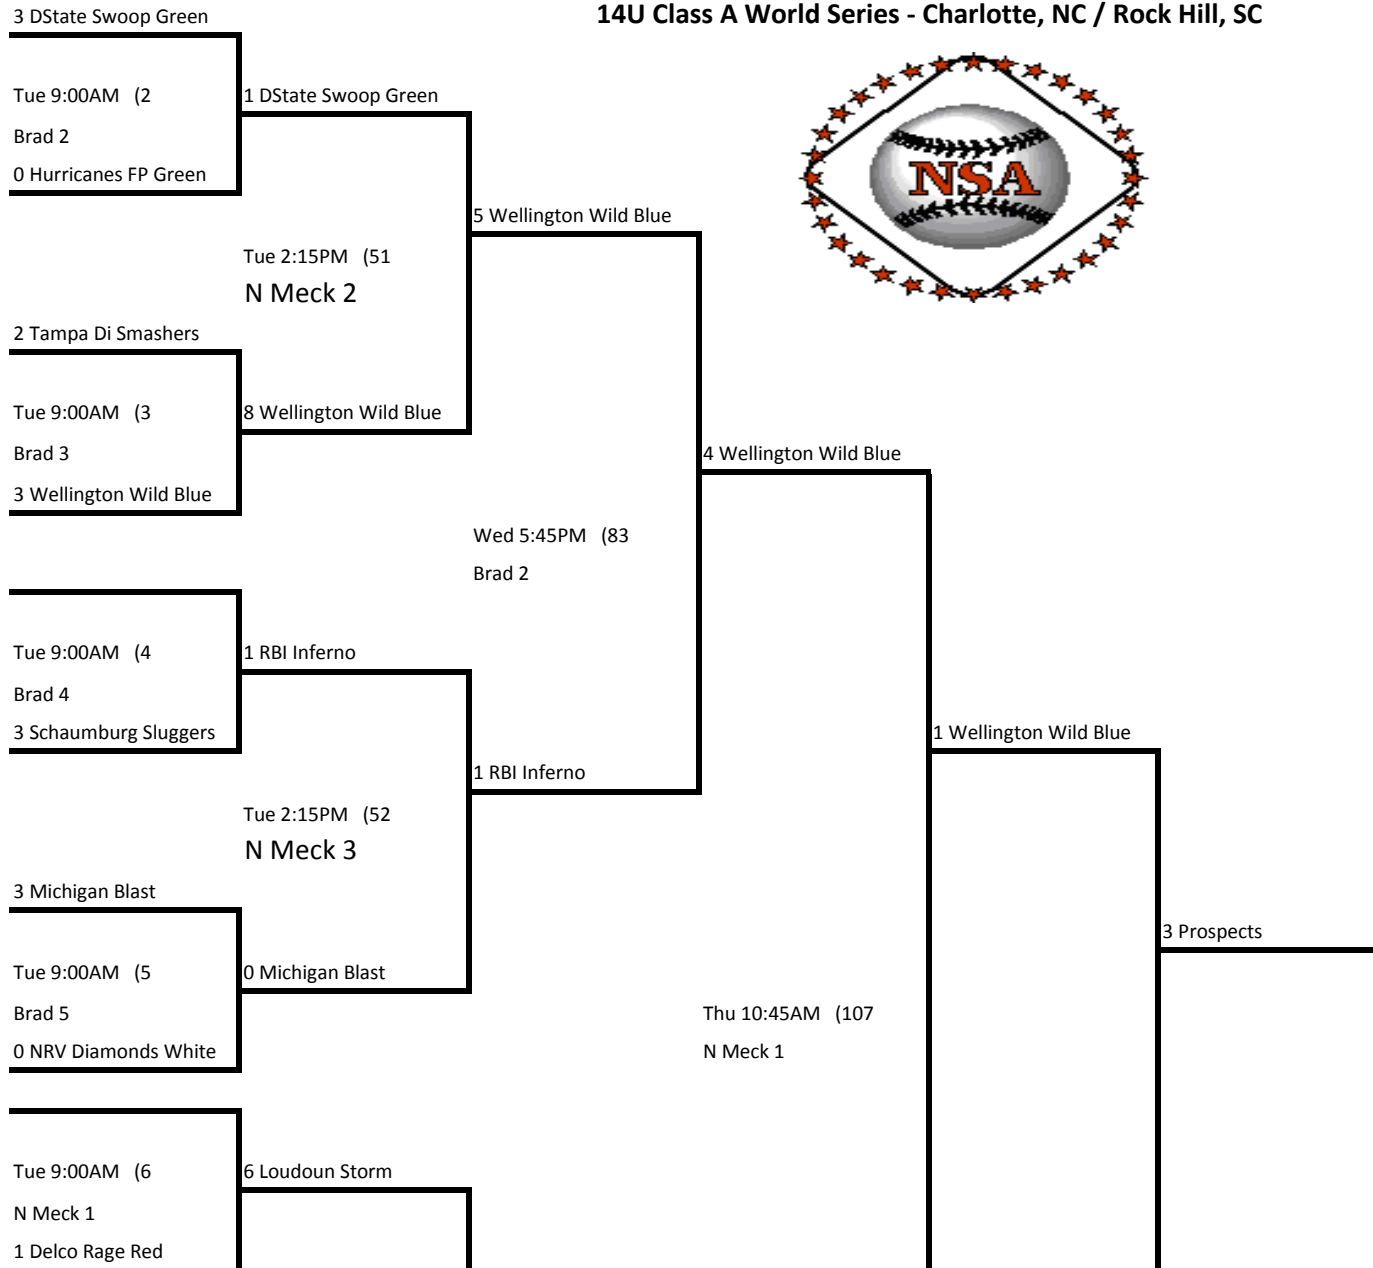 3 DState Swoop Green
14U Class A World Series - Charlotte, NC / Rock Hill, SC
Tue 9:00AM (2
1 DState Swoop Green
Brad 2
0 Hurricanes FP Green
NSA
5 Wellington Wild Blue
Tue 2:15PM (51
N Meck 2
2 Tampa Di Smashers
Tue 9:00AM (3
8 Wellington Wild Blue
Brad 3
4 Wellington Wild Blue
3 Wellington Wild Blue
Wed 5:45PM (83
Brad 2
Tue 9:00AM (4
1 RBI Inferno
Brad 4
3 Schaumburg Sluggers
1 Wellington Wild Blue
1 RBI Inferno
Tue 2:15PM (52
N Meck 3
3 Michigan Blast
3 Prospects
Tue 9:00AM (5
0 Michigan Blast
Brad 5
Thu 10:45AM (107
0 NRV Diamonds White
N Meck 1
Tue 9:00AM (6
6 Loudoun Storm
N Meck 1
1 Delco Rage Red